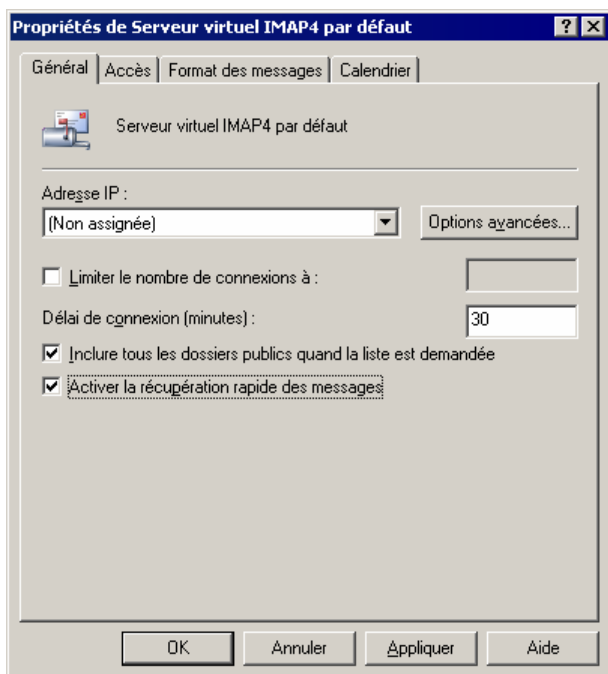 Propriétés de Serveur virtuel IMAP4 par défaut
Général Accès Format des messages Calendrier
Serveur virtuel IMAP4 par défaut
Adresse IP :
(Non assignée) Options avancées...
Limiter le nombre de connexions à :
Délai de connexion (minutes) : 30
Inclure tous les dossiers publics quand la liste est demandée
Activer la récupération rapide des messages
OK Annuler Appliquer Aide